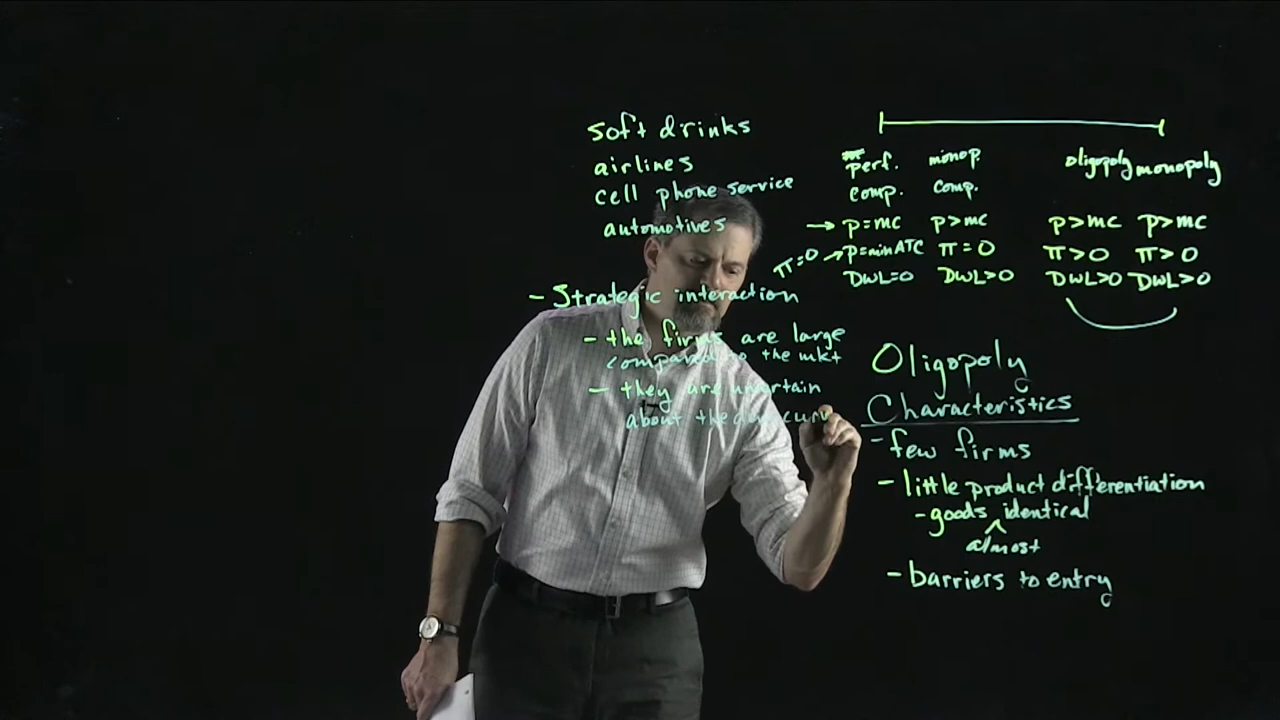 soft drinks
airlines
cell phone service
automotives
- Strategic interaction
- the firms are large
compared to the mkt
- they are uncertain
about the
perf. comp.
monop. comp.
oligopoly
monopoly
→ p=mc p>mc p>mc p>mc
π=0 → p=minATC π=0 π>0 π>0
DWL=0 DWL>0 DWL>0 DWL>0
Oligopoly
Characteristics
- few firms
- little product differentiation
- goods identical
^
almost
- barriers to entry